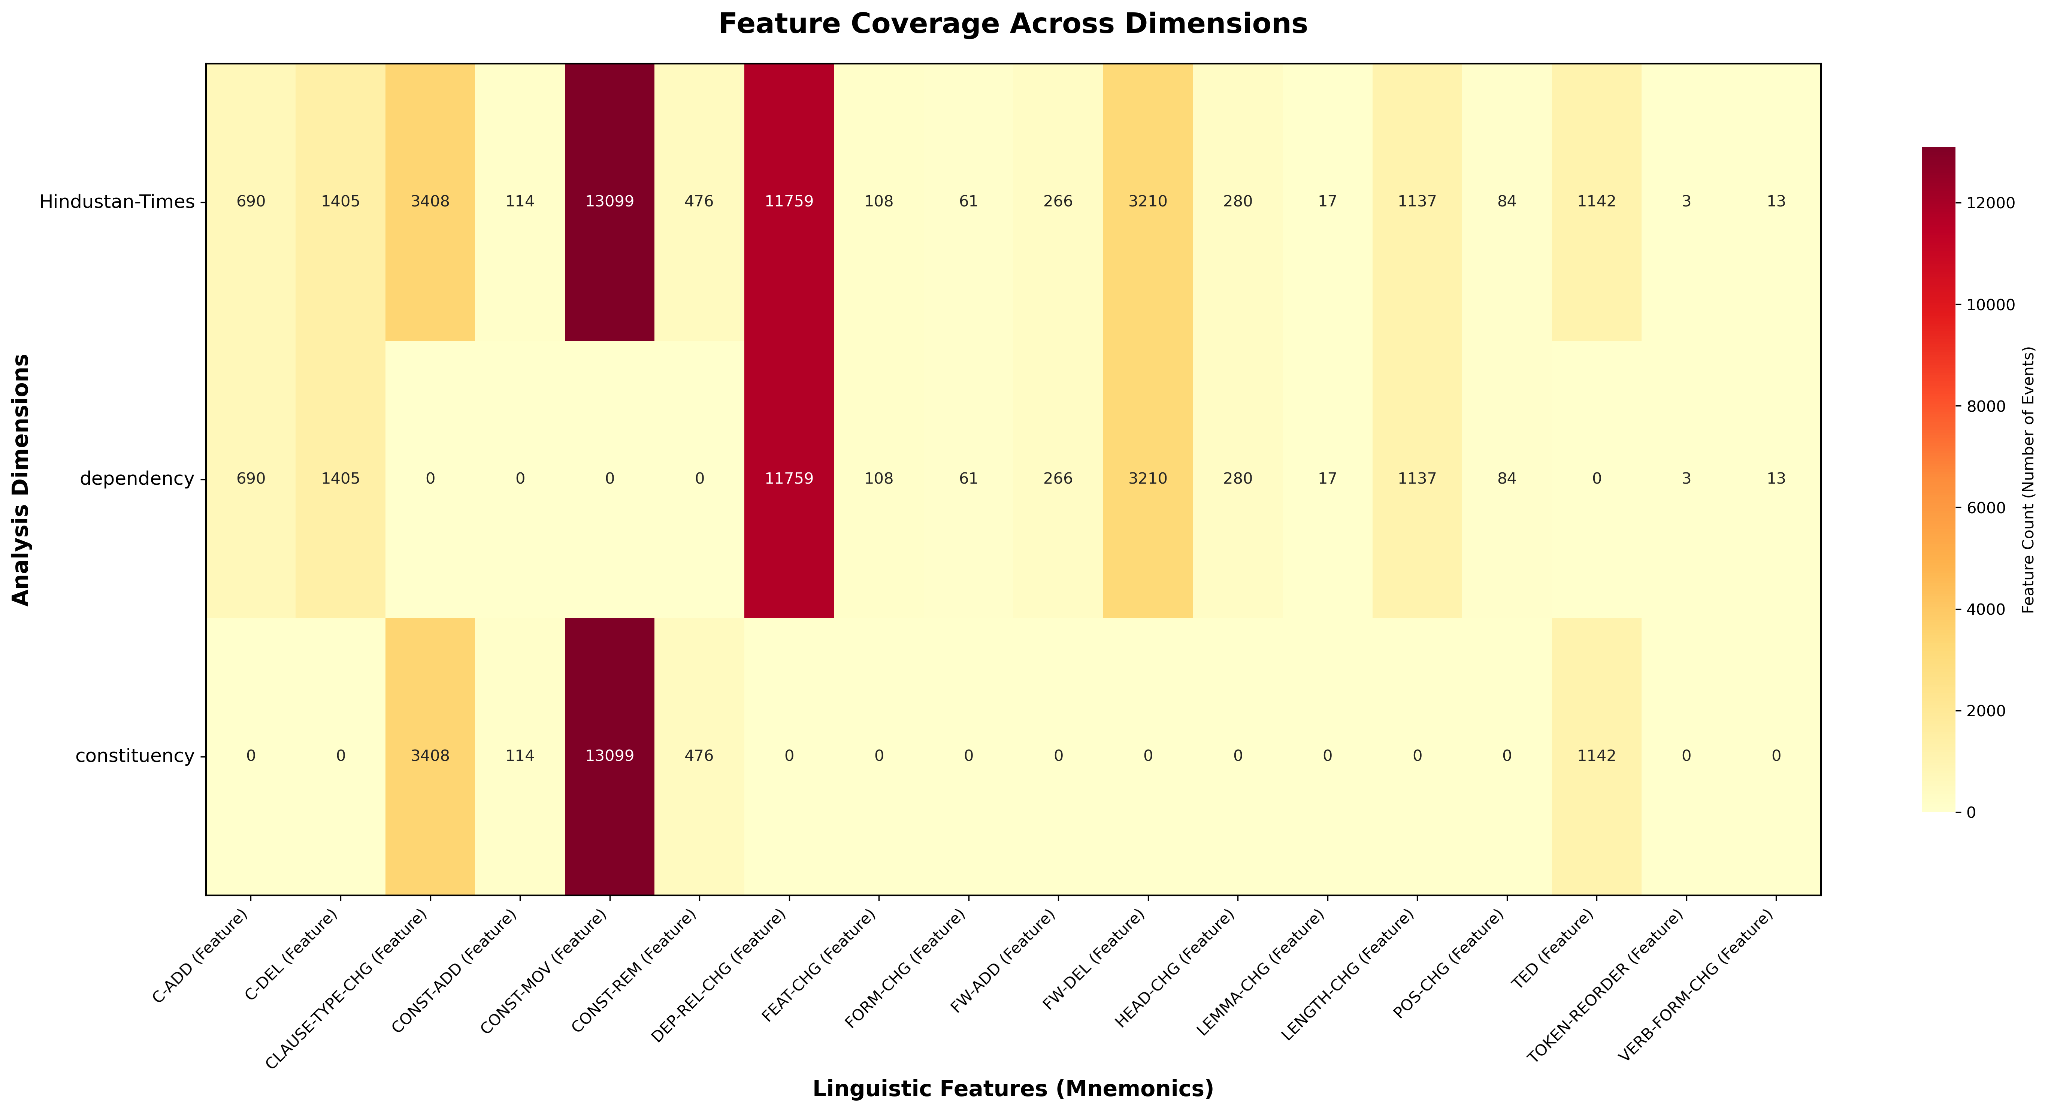 Feature Coverage Across Dimensions
Analysis Dimensions
Hindustan-Times 690 1405 3408 114 13099 476 11759 108 61 266 3210 280 17 1137 84 1142 3 13
dependency 690 1405 0 0 0 0 11759 108 61 266 3210 280 17 1137 84 0 3 13
constituency 0 0 3408 114 13099 476 0 0 0 0 0 0 0 0 0 1142 0 0
C-ADD (Feature)
C-DEL (Feature)
CLAUSE-TYPE-CHG (Feature)
CONST-ADD (Feature)
CONST-MOV (Feature)
CONST-REM (Feature)
DEP-REL-CHG (Feature)
FEAT-CHG (Feature)
FORM-CHG (Feature)
FW-ADD (Feature)
FW-DEL (Feature)
HEAD-CHG (Feature)
LEMMA-CHG (Feature)
LENGTH-CHG (Feature)
POS-CHG (Feature)
TED (Feature)
TOKEN-REORDER (Feature)
VERB-FORM-CHG (Feature)
Linguistic Features (Mnemonics)
12000
10000
8000
6000
4000
2000
0
Feature Count (Number of Events)